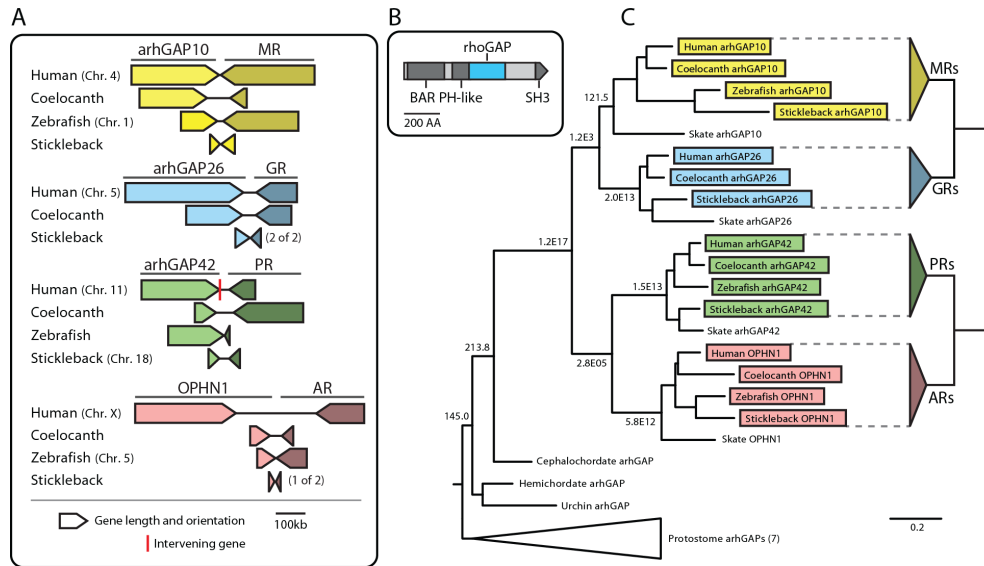 A
arhGAP10 MR
Human (Chr. 4)
Coelocanth
Zebrafish (Chr. 1)
Stickleback
arhGAP26 GR
Human (Chr. 5)
Coelocanth
Stickleback (2 of 2)
arhGAP42 PR
Human (Chr. 11)
Coelocanth
Zebrafish
Stickleback (Chr. 18)
OPHN1 AR
Human (Chr. X)
Coelocanth
Zebrafish (Chr. 5)
Stickleback (1 of 2)
Gene length and orientation
100kb
Intervening gene
B
rhoGAP
BAR PH-like SH3
200 AA
C
Human arhGAP10
Coelocanth arhGAP10
Zebrafish arhGAP10
Stickleback arhGAP10
Skate arhGAP10
Human arhGAP26
Coelocanth arhGAP26
Stickleback arhGAP26
Skate arhGAP26
Human arhGAP42
Coelocanth arhGAP42
Zebrafish arhGAP42
Stickleback arhGAP42
Skate arhGAP42
Human OPHN1
Coelocanth OPHN1
Zebrafish OPHN1
Stickleback OPHN1
Skate OPHN1
Cephalochordate arhGAP
Hemichordate arhGAP
Urchin arhGAP
Protostome arhGAPs (7)
121.5
1.2E3
2.0E13
1.2E17
1.5E13
2.8E05
5.8E12
213.8
145.0
MRs
GRs
PRs
ARs
0.2